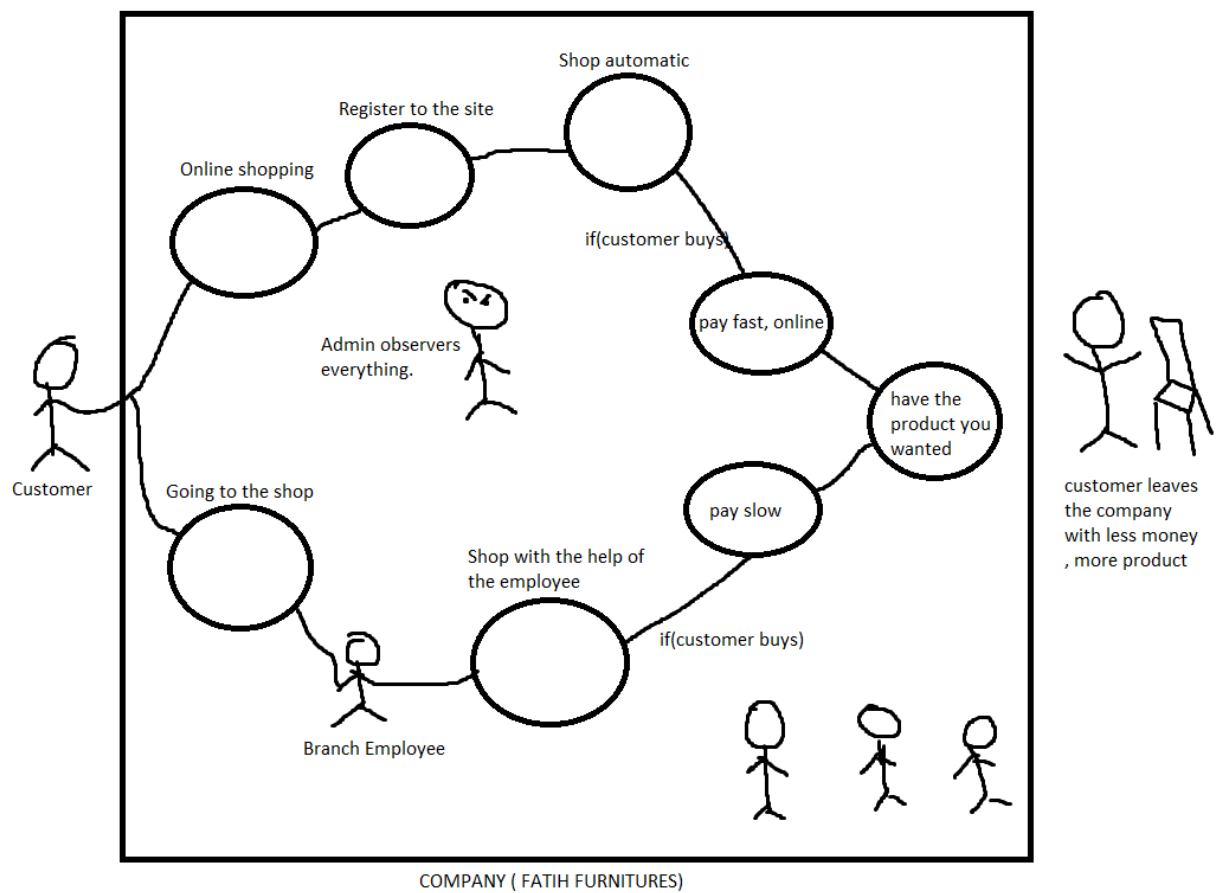 Shop automatic
Register to the site
Online shopping
if(customer buys)
pay fast, online
Admin observers
everything.
have the
product you
wanted
Customer
Going to the shop
customer leaves
the company
with less money
, more product
pay slow
Shop with the help of
the employee
if(customer buys)
Branch Employee
COMPANY ( FATIH FURNITURES)